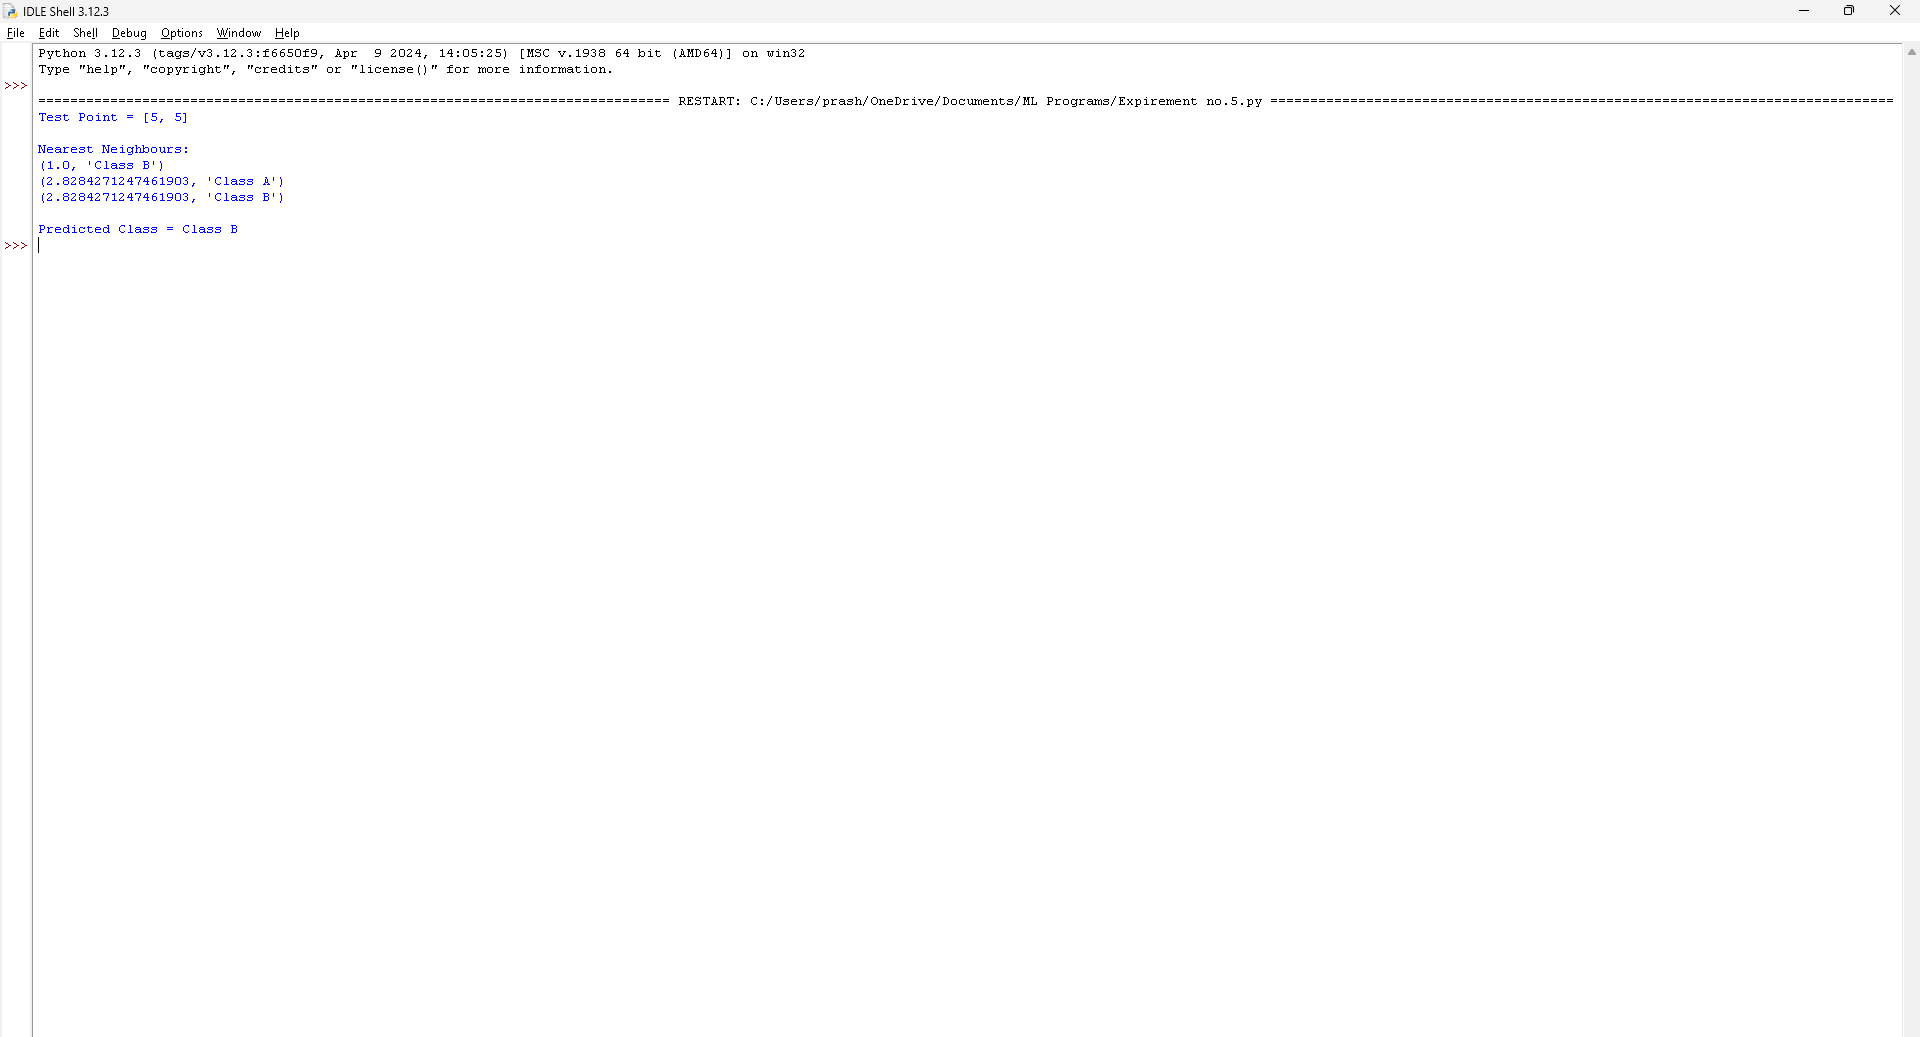 IDLE Shell 3.12.3
File Edit Shell Debug Options Window Help
Python 3.12.3 (tags/v3.12.3:f6650f9, Apr  9 2024, 14:05:25) [MSC v.1938 64 bit (AMD64)] on win32
Type "help", "copyright", "credits" or "license()" for more information.
>>>
============================================================================== RESTART: C:/Users/prash/OneDrive/Documents/ML Programs/Expirement no.5.py ==============================================================================
Test Point = [5, 5]
Nearest Neighbours:
(1.0, 'Class B')
(2.8284271247461903, 'Class A')
(2.8284271247461903, 'Class B')
Predicted Class = Class B
>>>